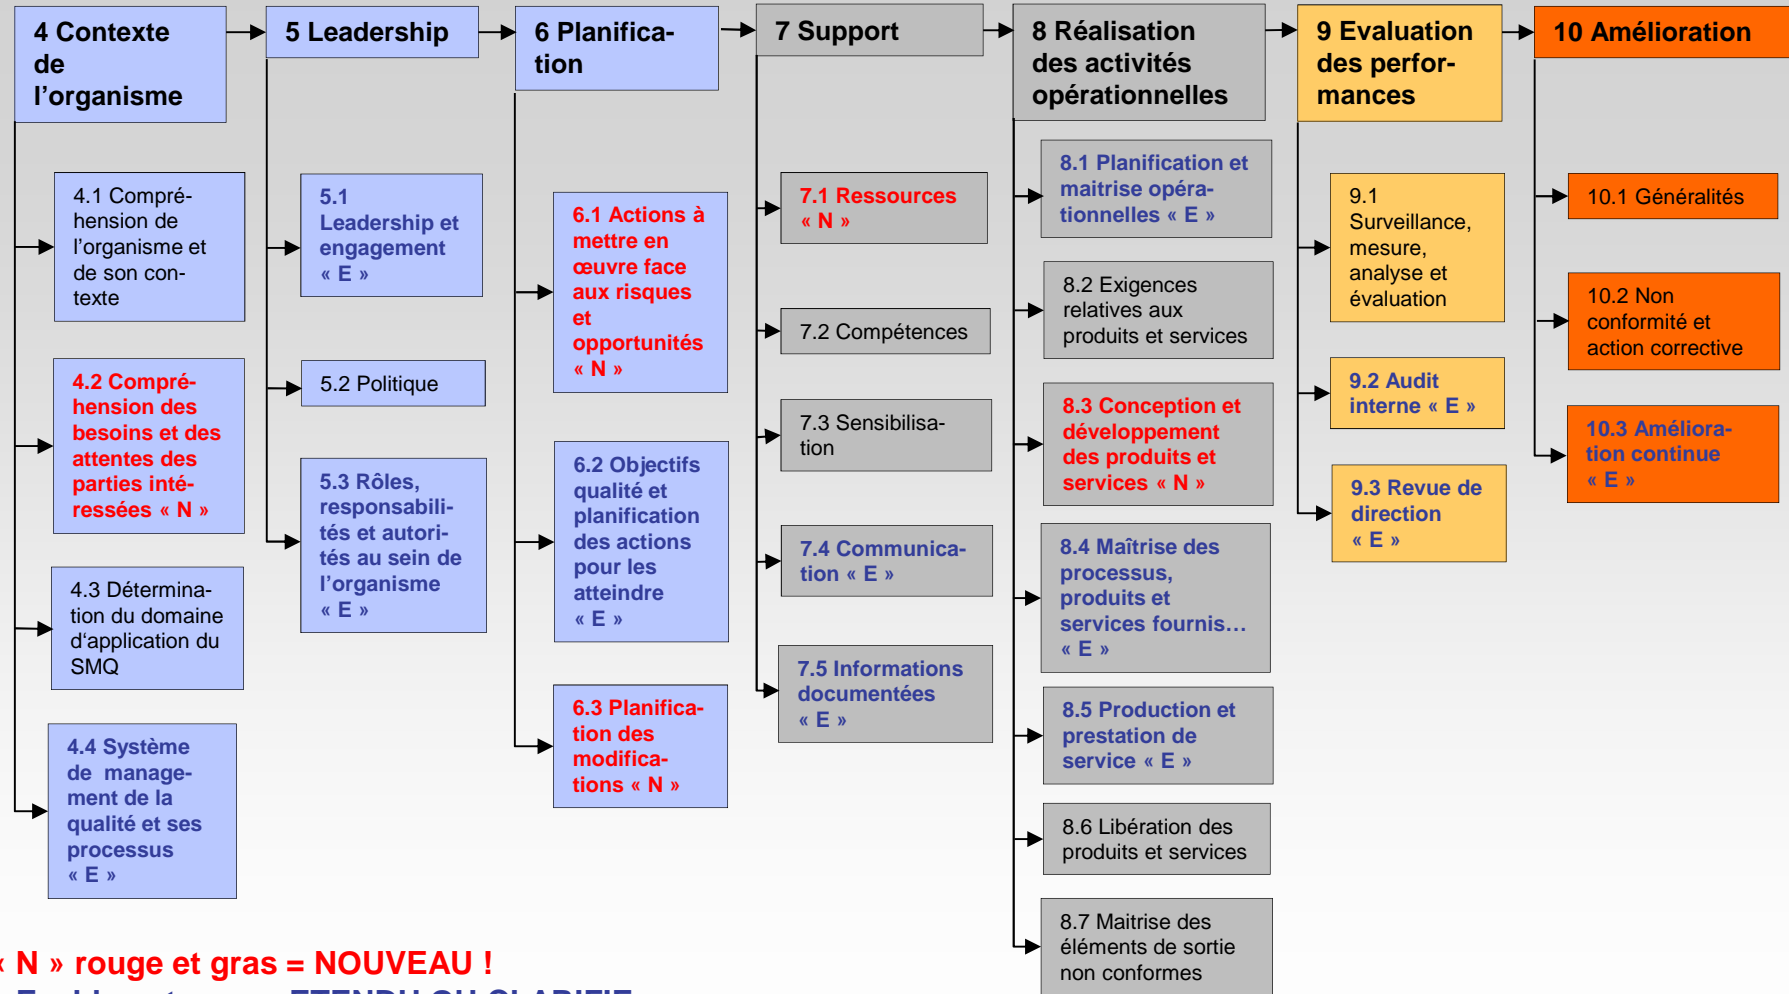 4 Contexte
de
l'organisme
5 Leadership
6 Planifica-
tion
7 Support
8 Réalisation
des activités
opérationnelles
9 Evaluation
des perfor-
mances
10 Amélioration
4.1 Compré-
hension de
l'organisme et
de son con-
texte
4.2 Compré-
hension des
besoins et des
attentes des
parties inté-
ressées « N »
4.3 Détermina-
tion du domaine
d'application du
SMQ
4.4 Système
de manage-
ment de la
qualité et ses
processus
« E »
5.1
Leadership et
engagement
« E »
5.2 Politique
5.3 Rôles,
responsabili-
tés et autori-
tés au sein de
l'organisme
« E »
6.1 Actions à
mettre en
œuvre face
aux risques
et
opportunités
« N »
6.2 Objectifs
qualité et
planification
des actions
pour les
atteindre
« E »
6.3 Planifica-
tion des
modifica-
tions « N »
7.1 Ressources
« N »
7.2 Compétences
7.3 Sensibilisa-
tion
7.4 Communica-
tion « E »
7.5 Informations
documentées
« E »
8.1 Planification et
maitrise opéra-
tionnelles « E »
8.2 Exigences
relatives aux
produits et services
8.3 Conception et
développement
des produits et
services « N »
8.4 Maîtrise des
processus,
produits et
services fournis…
« E »
8.5 Production et
prestation de
service « E »
8.6 Libération des
produits et services
8.7 Maitrise des
éléments de sortie
non conformes
9.1
Surveillance,
mesure,
analyse et
évaluation
9.2 Audit
interne « E »
9.3 Revue de
direction
« E »
10.1 Généralités
10.2 Non
conformité et
action corrective
10.3 Améliora-
tion continue
« E »
« N » rouge et gras = NOUVEAU !
ETENDU OU CLARIFIE